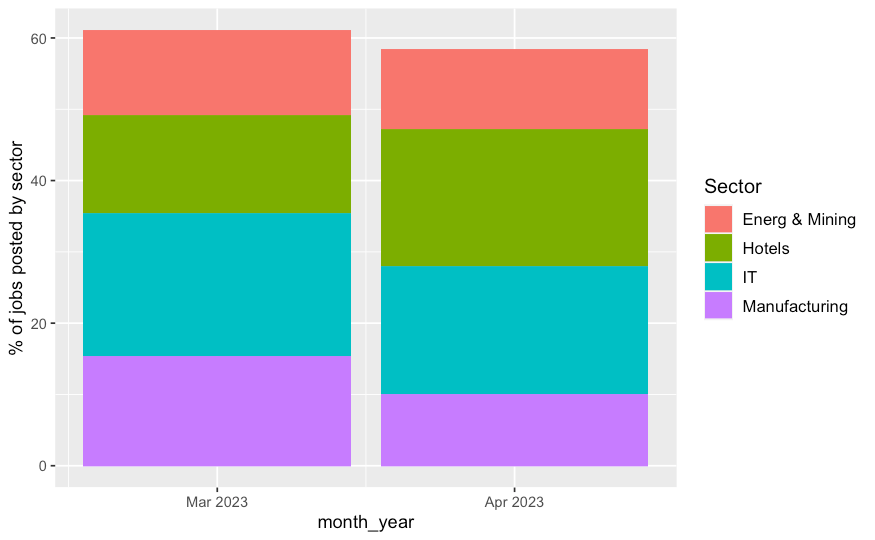 % of jobs posted by sector
60
40
20
0
Mar 2023
Apr 2023
month_year
Sector
Energ & Mining
Hotels
IT
Manufacturing